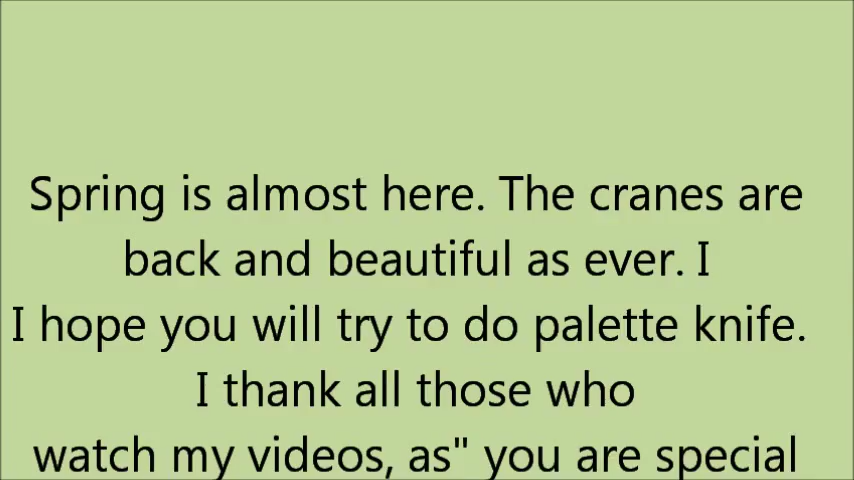 Spring is almost here. The cranes are
back and beautiful as ever. I
I hope you will try to do palette knife.
I thank all those who
watch my videos, as" you are special